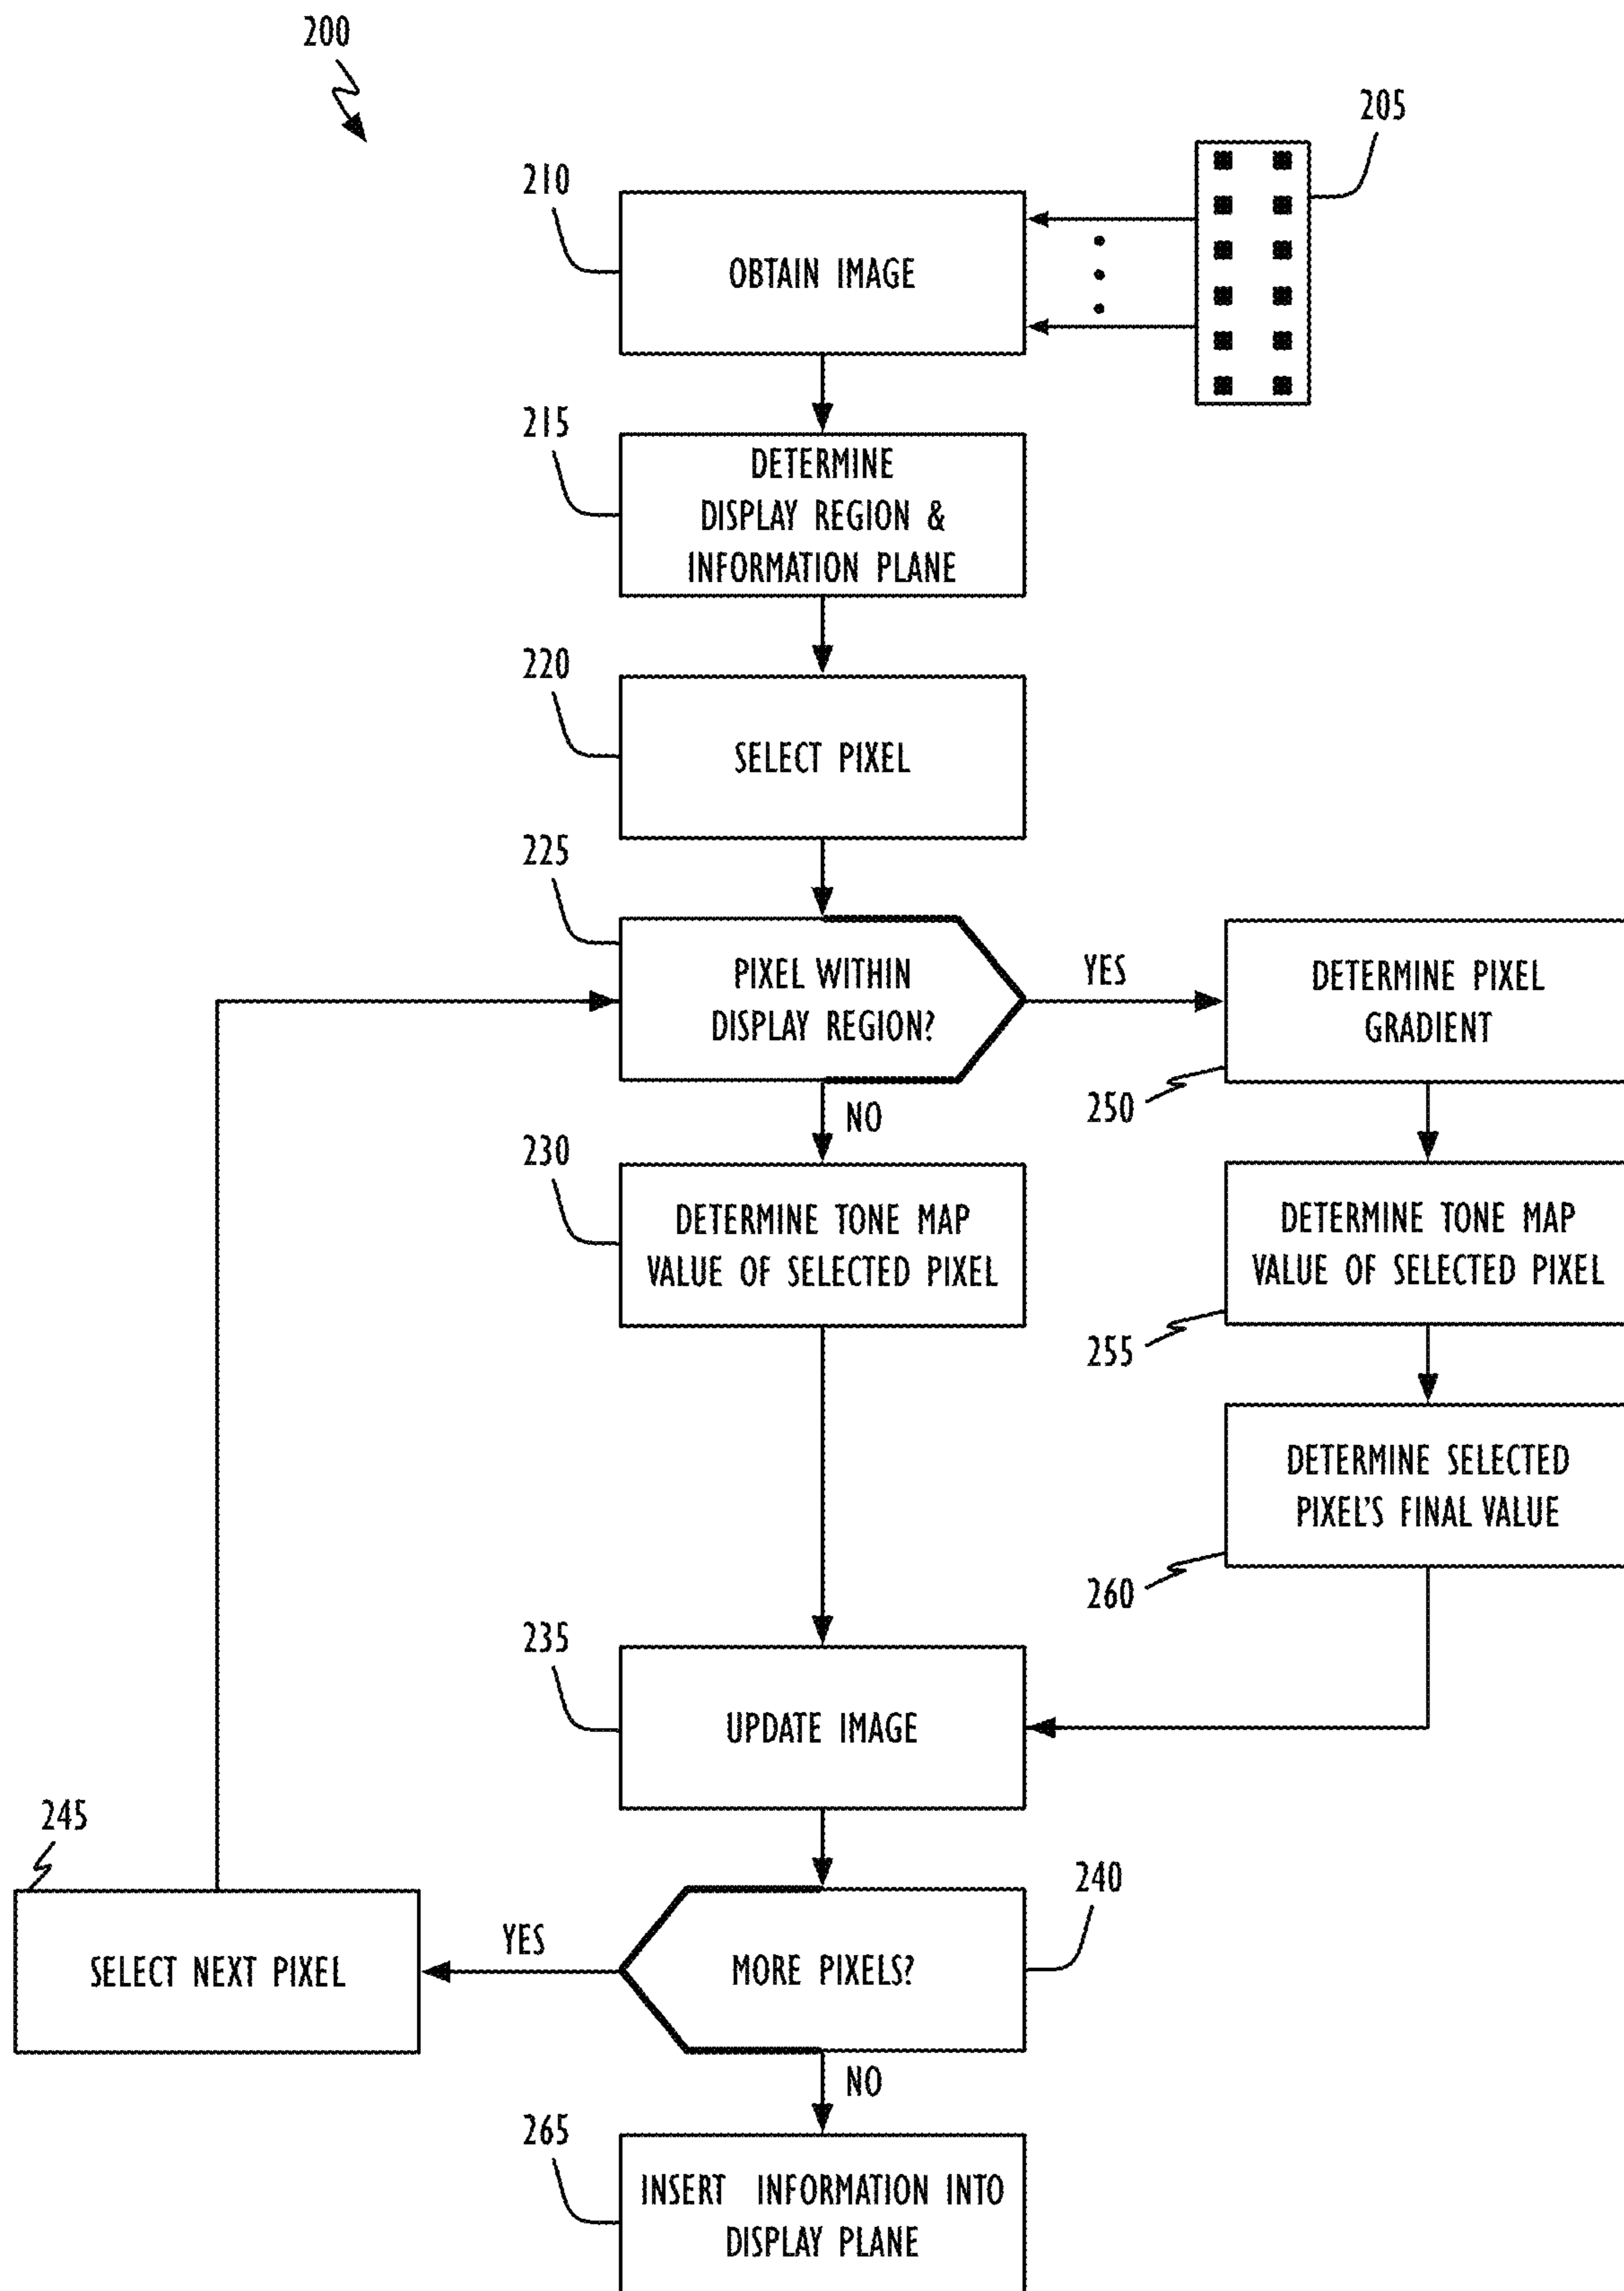 200
205
210
OBTAIN IMAGE
215
DETERMINE
DISPLAY REGION &
INFORMATION PLANE
220
SELECT PIXEL
225
PIXEL WITHIN
DISPLAY REGION?
YES
DETERMINE PIXEL
GRADIENT
250
NO
230
DETERMINE TONE MAP
VALUE OF SELECTED PIXEL
DETERMINE TONE MAP
VALUE OF SELECTED PIXEL
255
DETERMINE SELECTED
PIXEL'S FINAL VALUE
260
235
UPDATE IMAGE
245
SELECT NEXT PIXEL
YES
MORE PIXELS?
240
NO
265
INSERT INFORMATION INTO
DISPLAY PLANE